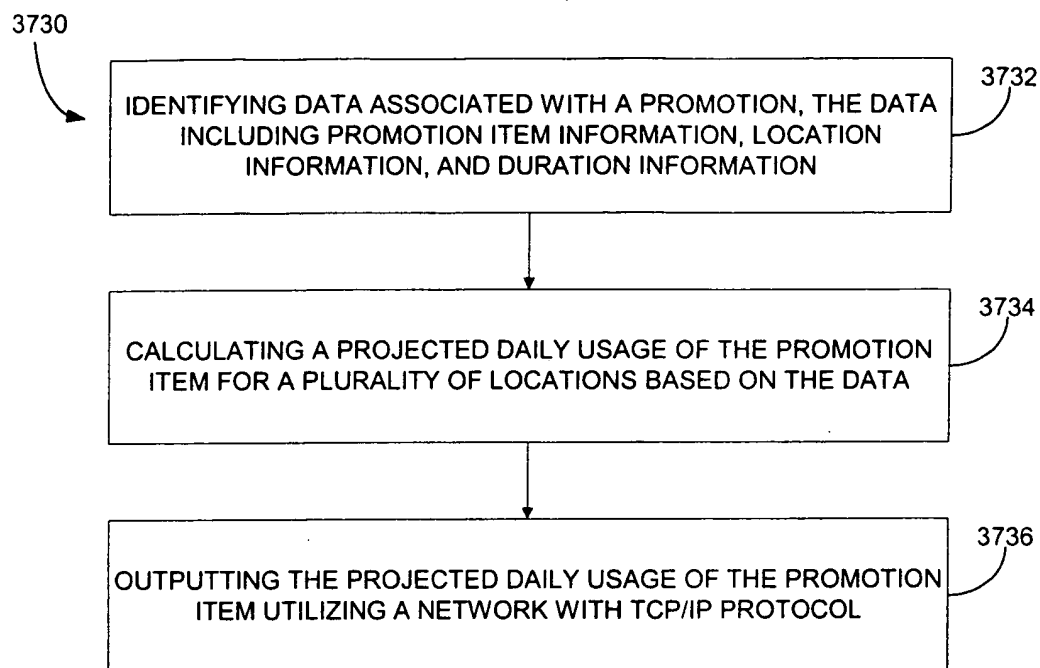 3730
3732
IDENTIFYING DATA ASSOCIATED WITH A PROMOTION, THE DATA
INCLUDING PROMOTION ITEM INFORMATION, LOCATION
INFORMATION, AND DURATION INFORMATION
3734
CALCULATING A PROJECTED DAILY USAGE OF THE PROMOTION
ITEM FOR A PLURALITY OF LOCATIONS BASED ON THE DATA
3736
OUTPUTTING THE PROJECTED DAILY USAGE OF THE PROMOTION
ITEM UTILIZING A NETWORK WITH TCP/IP PROTOCOL